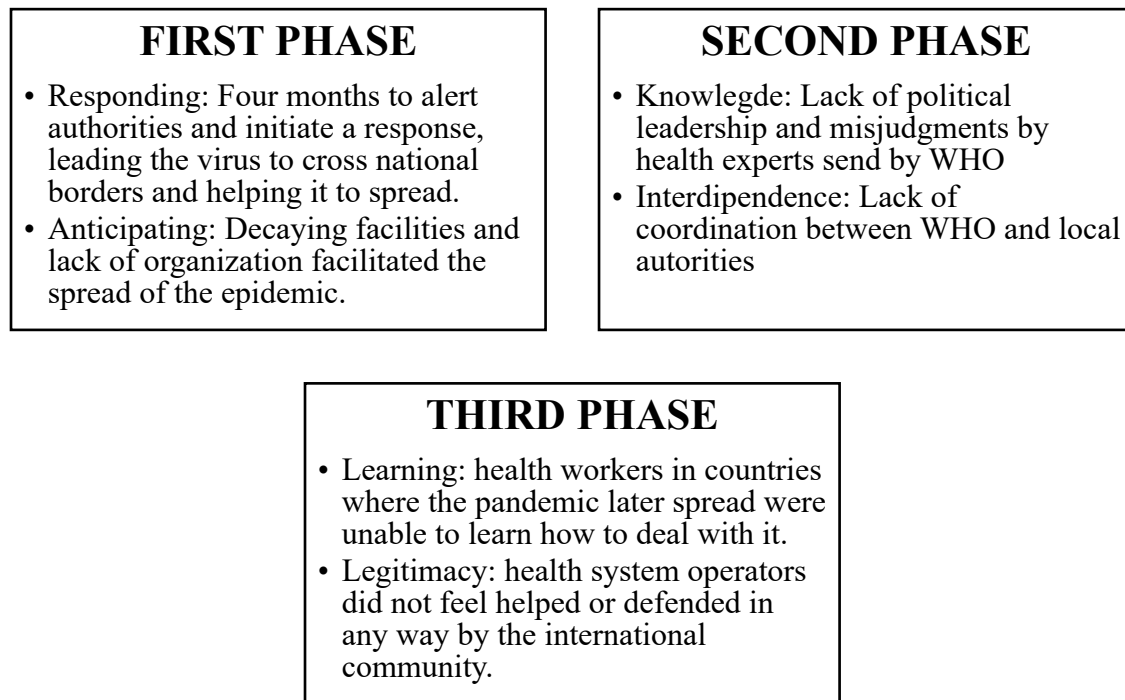 FIRST PHASE
• Responding: Four months to alert
authorities and initiate a response,
leading the virus to cross national
borders and helping it to spread.
• Anticipating: Decaying facilities and
lack of organization facilitated the
spread of the epidemic.
SECOND PHASE
• Knowlegde: Lack of political
leadership and misjudgments by
health experts send by WHO
• Interdipendence: Lack of
coordination between WHO and local
autorities
THIRD PHASE
• Learning: health workers in countries
where the pandemic later spread were
unable to learn how to deal with it.
• Legitimacy: health system operators
did not feel helped or defended in
any way by the international
community.